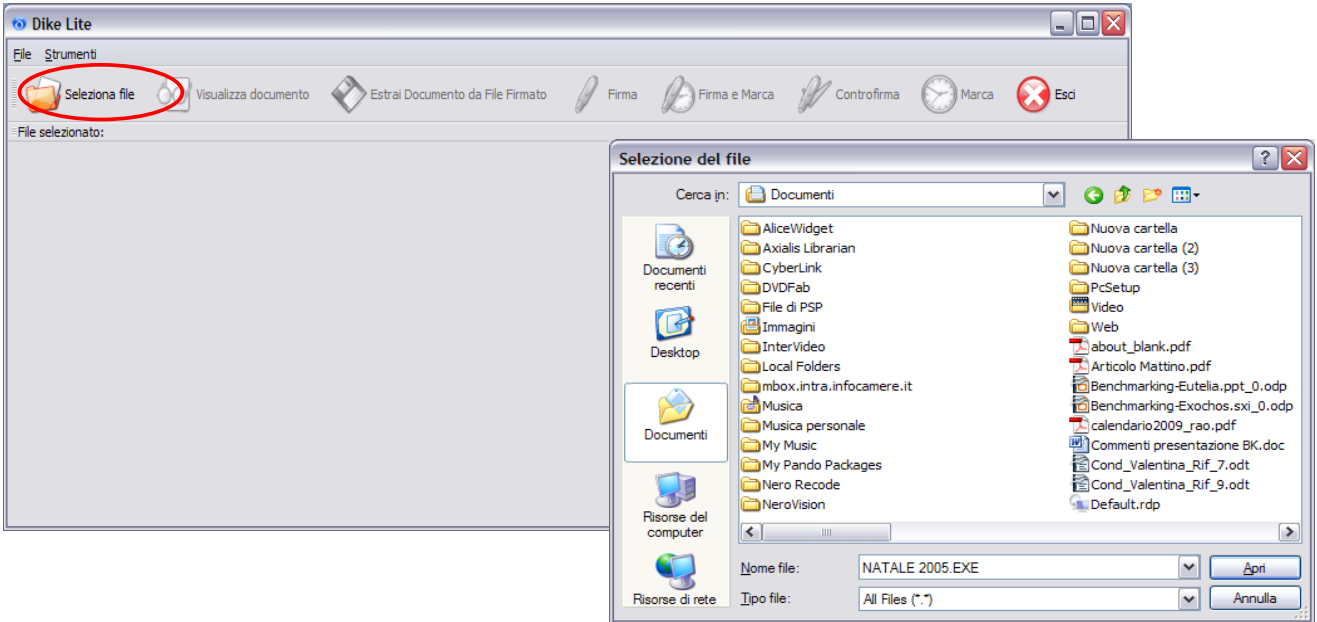 Dike Lite
File Strumenti
Seleziona file Visualizza documento Estrai Documento da File Firmato Firma Firma e Marca Controfirma Marca Esci
File selezionato:
Selezione del file
Cerca in: Documenti
Documenti recenti
Desktop
Documenti
Risorse del computer
Risorse di rete
AliceWidget
Axialis Librarian
CyberLink
DVDFab
File di PSP
Immagini
InterVideo
Local Folders
mbox.intra.infocamere.it
Musica
Musica personale
My Music
My Pando Packages
Nero Recode
NeroVision
Nuova cartella
Nuova cartella (2)
Nuova cartella (3)
PcSetup
Video
Web
about_blank.pdf
Articolo Mattino.pdf
Benchmarking-Eutelia.ppt_0.odp
Benchmarking-Exochos.sxi_0.odp
calendario2009_rao.pdf
Commenti presentazione BK.doc
Cond_Valentina_Rif_7.odt
Cond_Valentina_Rif_9.odt
Default.rdp
Nome file: NATALE 2005.EXE Apri
Tipo file: All Files (*.*) Annulla